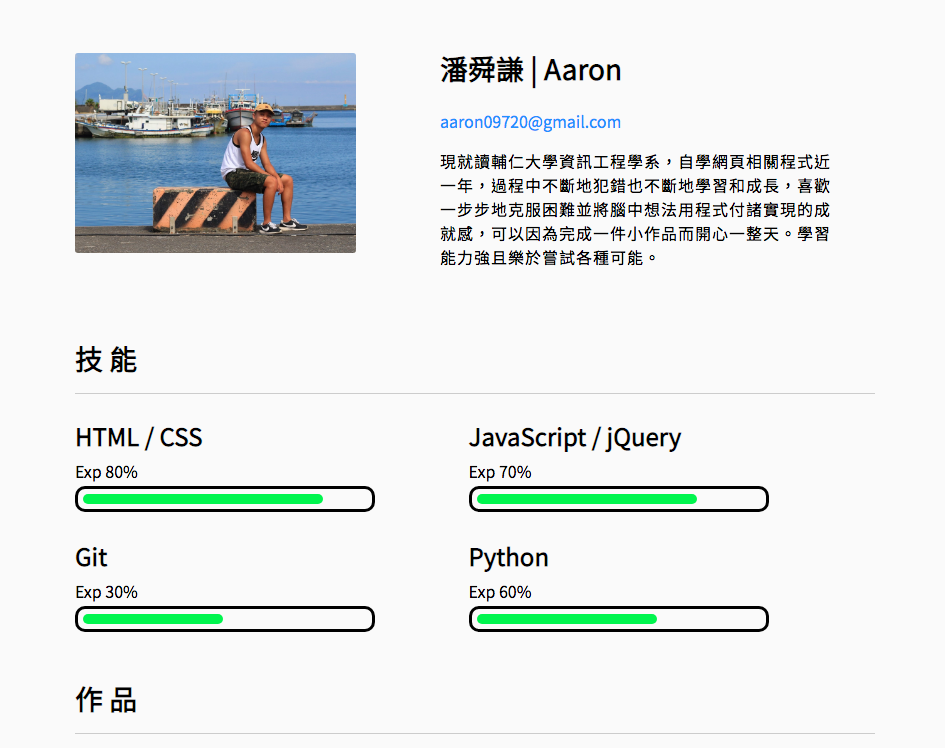 潘舜謙 | Aaron
aaron09720@gmail.com
現就讀輔仁大學資訊工程學系，自學網頁相關程式近
一年，過程中不斷地犯錯也不斷地學習和成長，喜歡
一步步地克服困難並將腦中想法用程式付諸實現的成
就感，可以因為完成一件小作品而開心一整天。學習
能力強且樂於嘗試各種可能。
技能
HTML / CSS
Exp 80%
JavaScript / jQuery
Exp 70%
Git
Exp 30%
Python
Exp 60%
作品